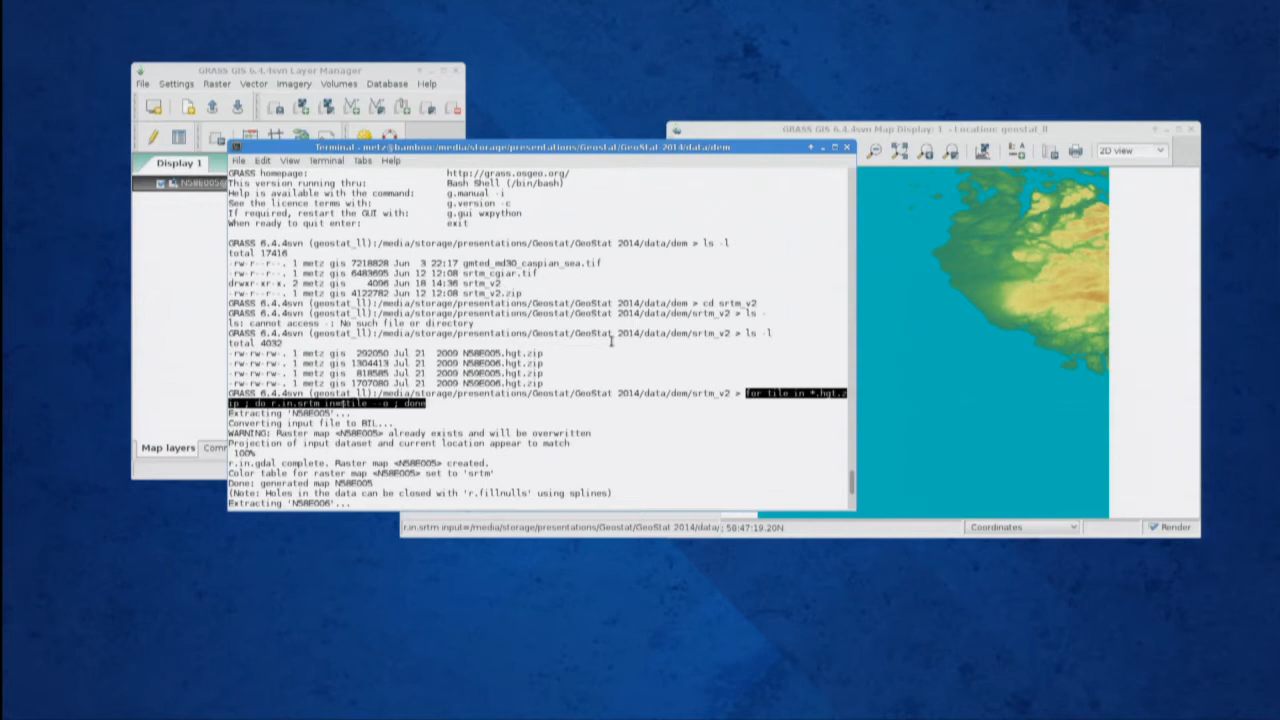 GRASS GIS 6.4.4svn Layer Manager
File Settings Raster Vector Imagery Volumes Database Help
Display 1
N58E005@
Map layers
GRASS GIS 6.4.4svn Map Display: 1 - Location: geostat_ll
2D view
Terminal - metz@bamboo:/media/storage/presentations/Geostat/GeoStat 2014/data/dem
File Edit View Terminal Tabs Help
GRASS homepage: http://grass.osgeo.org/
This version running thru: Bash Shell (/bin/bash)
Help is available with the command: g.manual -i
See the licence terms with: g.version -c
If required, restart the GUI with: g.gui wxpython
When ready to quit enter: exit
GRASS 6.4.4svn (geostat_ll):/media/storage/presentations/Geostat/GeoStat 2014/data/dem > ls -l
total 17416
-rw-r--r--. 1 metz gis 7218828 Jun 3 22:17 gmted_md30_caspian_sea.tif
-rw-r--r--. 1 metz gis 6483695 Jun 12 12:08 srtm_cgiar.tif
drwxr-xr-x. 2 metz gis 4096 Jun 18 14:36 srtm_v2
-rw-r--r--. 1 metz gis 4122782 Jun 12 12:08 srtm_v2.zip
GRASS 6.4.4svn (geostat_ll):/media/storage/presentations/Geostat/GeoStat 2014/data/dem > cd srtm_v2
GRASS 6.4.4svn (geostat_ll):/media/storage/presentations/Geostat/GeoStat 2014/data/dem/srtm_v2 > ls -
ls: cannot access -: No such file or directory
GRASS 6.4.4svn (geostat_ll):/media/storage/presentations/Geostat/GeoStat 2014/data/dem/srtm_v2 > ls -l
total 4032
-rw-rw-rw-. 1 metz gis 292050 Jul 21 2009 N58E005.hgt.zip
-rw-rw-rw-. 1 metz gis 1304413 Jul 21 2009 N58E006.hgt.zip
-rw-rw-rw-. 1 metz gis 818585 Jul 21 2009 N59E005.hgt.zip
-rw-rw-rw-. 1 metz gis 1707080 Jul 21 2009 N59E006.hgt.zip
GRASS 6.4.4svn (geostat_ll):/media/storage/presentations/Geostat/GeoStat 2014/data/dem/srtm_v2 > for tile in *.hgt.z
ip ; do r.in.srtm in=$tile --o ; done
Extracting 'N58E005'...
Converting input file to BIL...
WARNING: Raster map <N58E005> already exists and will be overwritten
Projection of input dataset and current location appear to match
100%
r.in.gdal complete. Raster map <N58E005> created.
Color table for raster map <N58E005> set to 'srtm'
Done: generated map N58E005
(Note: Holes in the data can be closed with 'r.fillnulls' using splines)
Extracting 'N58E006'...
r.in.srtm input=/media/storage/presentations/Geostat/GeoStat 2014/data/ ; 58:47:19.20N
Coordinates
Render